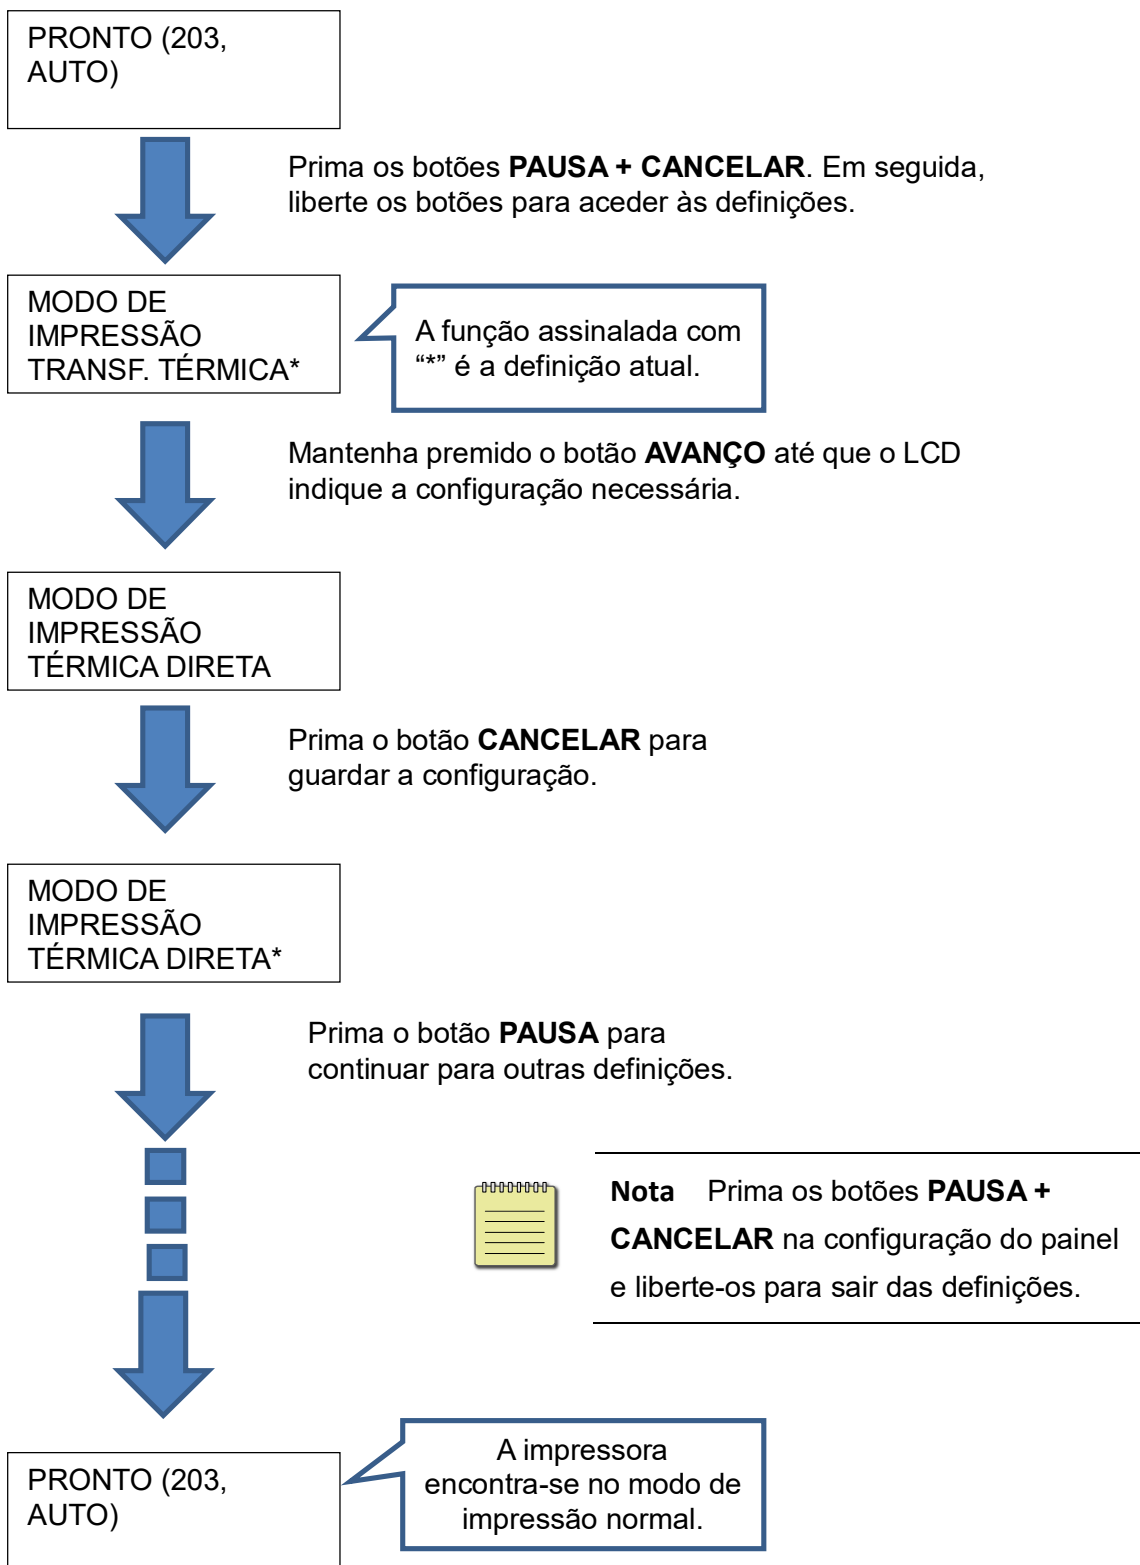 PRONTO (203,
AUTO)
Prima os botões PAUSA + CANCELAR. Em seguida,
liberte os botões para aceder às definições.
MODO DE
IMPRESSÃO
TRANSF. TÉRMICA*
A função assinalada com
“*” é a definição atual.
Mantenha premido o botão AVANÇO até que o LCD
indique a configuração necessária.
MODO DE
IMPRESSÃO
TÉRMICA DIRETA
Prima o botão CANCELAR para
guardar a configuração.
MODO DE
IMPRESSÃO
TÉRMICA DIRETA*
Prima o botão PAUSA para
continuar para outras definições.
Nota Prima os botões PAUSA +
CANCELAR na configuração do painel
e liberte-os para sair das definições.
PRONTO (203,
AUTO)
A impressora
encontra-se no modo de
impressão normal.